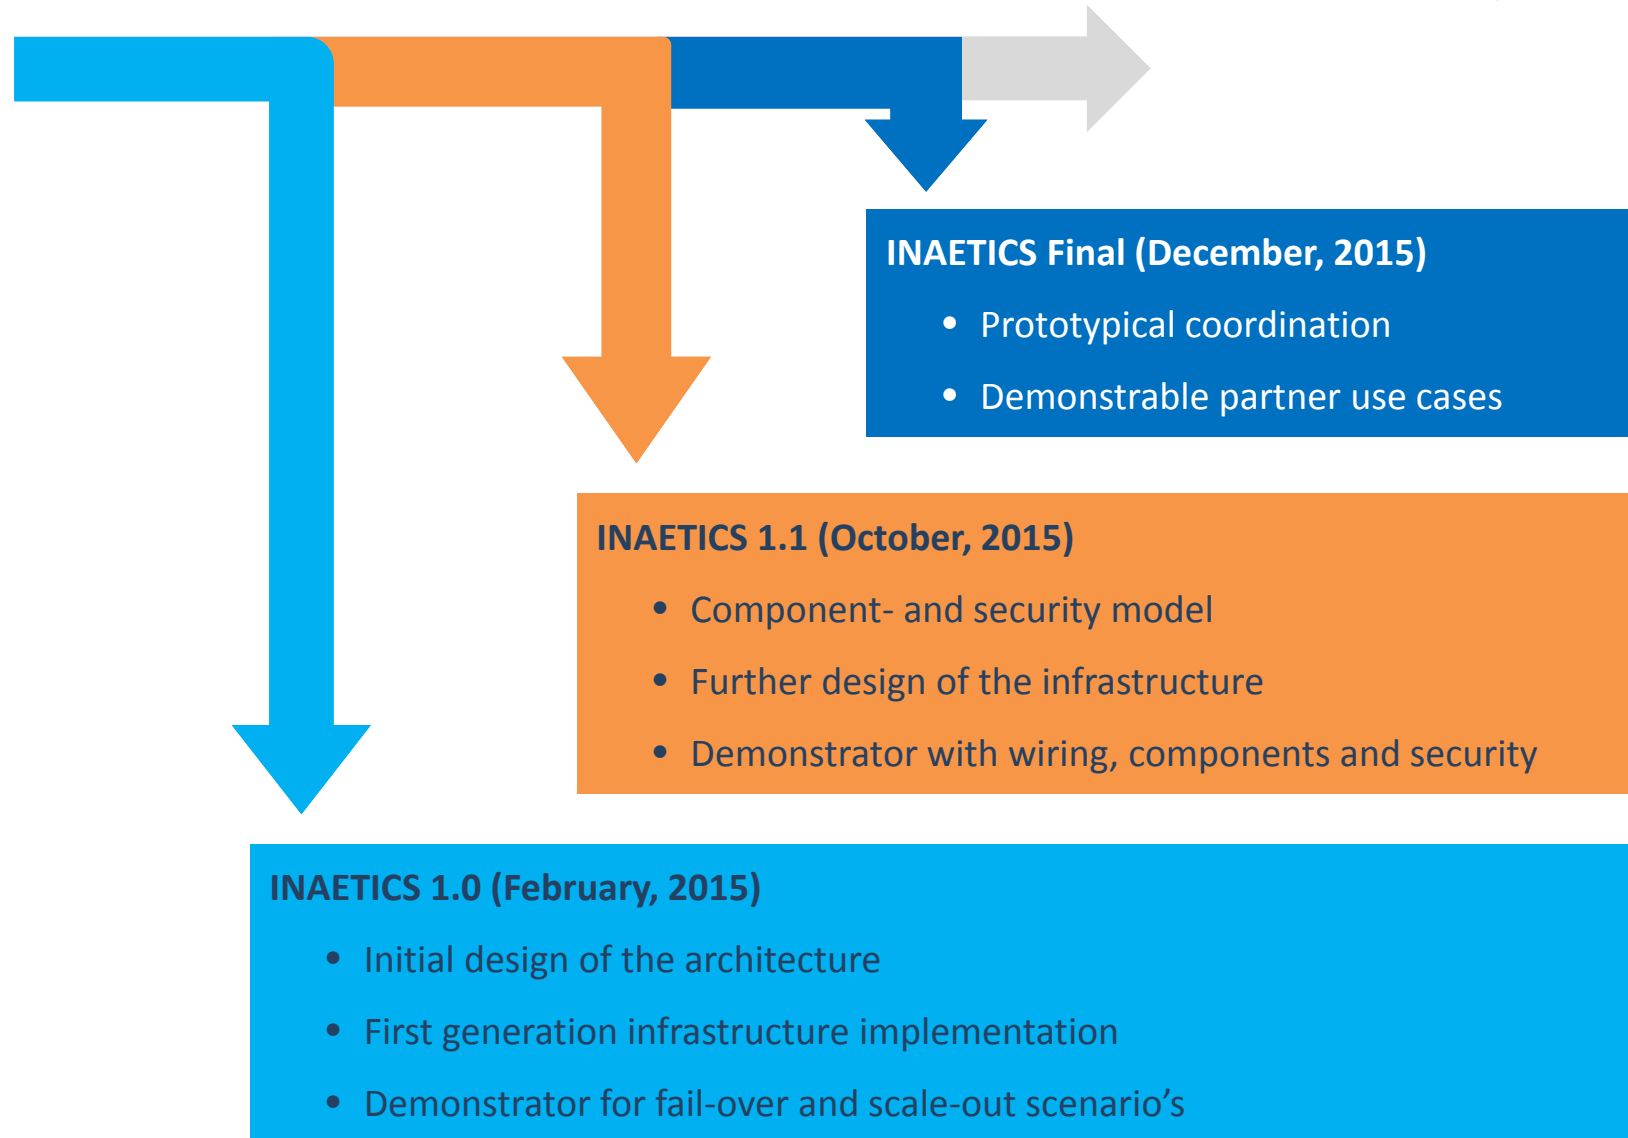 INAETICS Final (December, 2015)
• Prototypical coordination
• Demonstrable partner use cases
INAETICS 1.1 (October, 2015)
• Component- and security model
• Further design of the infrastructure
• Demonstrator with wiring, components and security
INAETICS 1.0 (February, 2015)
• Initial design of the architecture
• First generation infrastructure implementation
• Demonstrator for fail-over and scale-out scenario’s